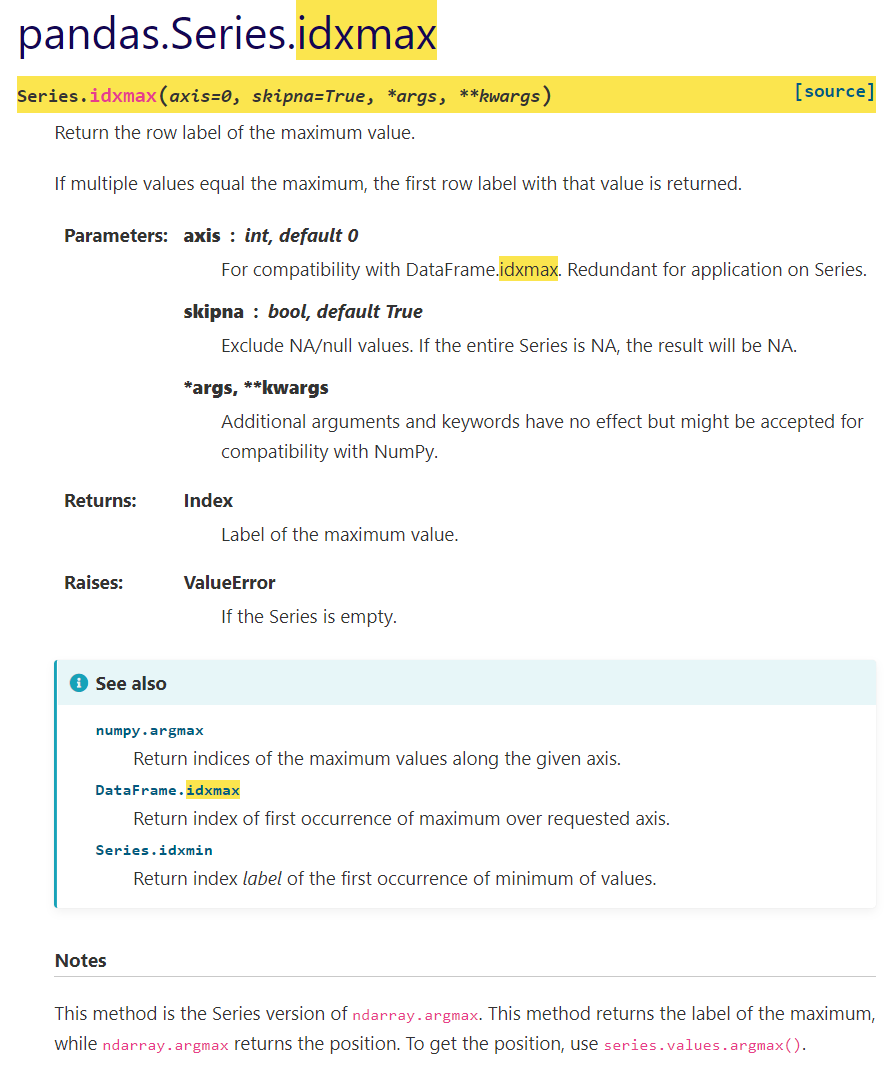 pandas.Series.idxmax
Series.idxmax(axis=0, skipna=True, *args, **kwargs) [source]
Return the row label of the maximum value.
If multiple values equal the maximum, the first row label with that value is returned.
Parameters: axis : int, default 0
For compatibility with DataFrame.idxmax. Redundant for application on Series.
skipna : bool, default True
Exclude NA/null values. If the entire Series is NA, the result will be NA.
*args, **kwargs
Additional arguments and keywords have no effect but might be accepted for
compatibility with NumPy.
Returns: Index
Label of the maximum value.
Raises: ValueError
If the Series is empty.
See also
numpy.argmax
Return indices of the maximum values along the given axis.
DataFrame.idxmax
Return index of first occurrence of maximum over requested axis.
Series.idxmin
Return index label of the first occurrence of minimum of values.
Notes
This method is the Series version of ndarray.argmax. This method returns the label of the maximum,
while ndarray.argmax returns the position. To get the position, use series.values.argmax().